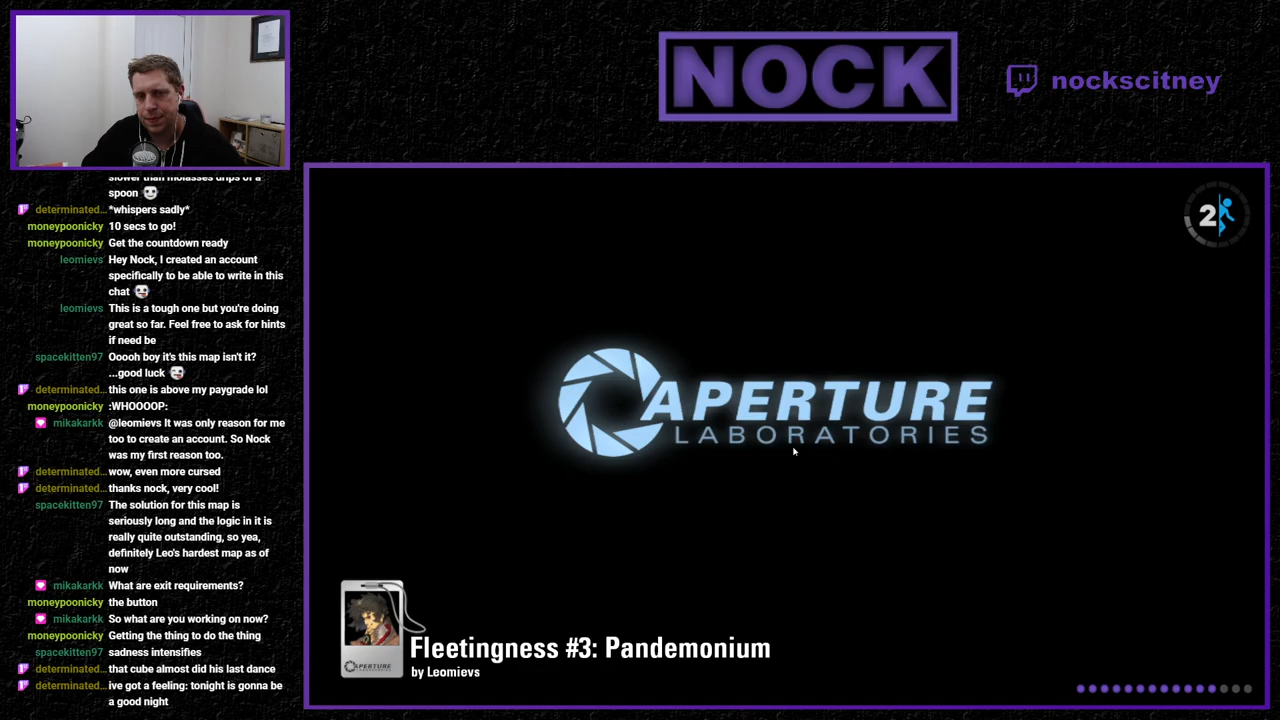 NOCK
nockscitney
slower than molasses drips of a
spoon
determinated... *whispers sadly*
moneypoonicky 10 secs to go!
moneypoonicky Get the countdown ready
leomievs Hey Nock, I created an account
specifically to be able to write in this
chat
leomievs This is a tough one but you're doing
great so far. Feel free to ask for hints
if need be
spacekitten97 Ooooh boy it's this map isn't it?
...good luck
determinated... this one is above my paygrade lol
moneypoonicky :WHOOOOP:
mikakarkk @leomievs It was only reason for me
too to create an account. So Nock
was my first reason too.
determinated... wow, even more cursed
determinated... thanks nock, very cool!
spacekitten97 The solution for this map is
seriously long and the logic in it is
really quite outstanding, so yea,
definitely Leo's hardest map as of
now
mikakarkk What are exit requirements?
moneypoonicky the button
mikakarkk So what are you working on now?
moneypoonicky Getting the thing to do the thing
spacekitten97 sadness intensifies
determinated... that cube almost did his last dance
determinated... ive got a feeling: tonight is gonna be
a good night
2
APERTURE
LABORATORIES
APERTURE
Fleetingness #3: Pandemonium
by Leomievs